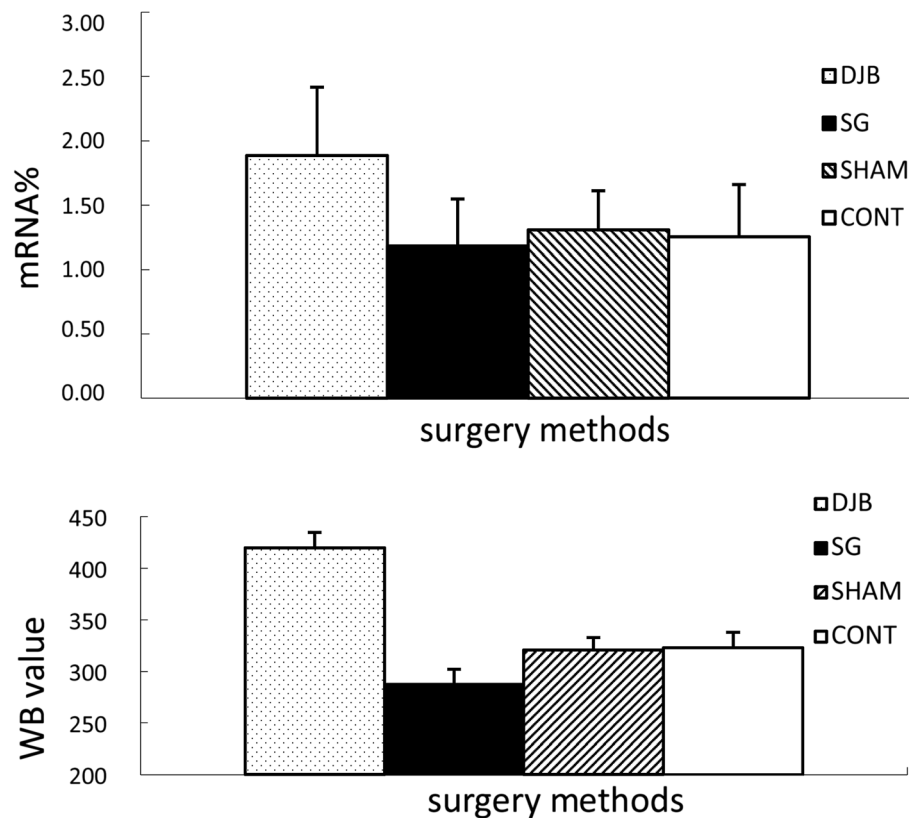 3.00
2.50
2.00
1.50
1.00
0.50
0.00
mRNA%
DJB
SG
SHAM
CONT
surgery methods
450
400
350
300
250
200
WB value
DJB
SG
SHAM
CONT
surgery methods